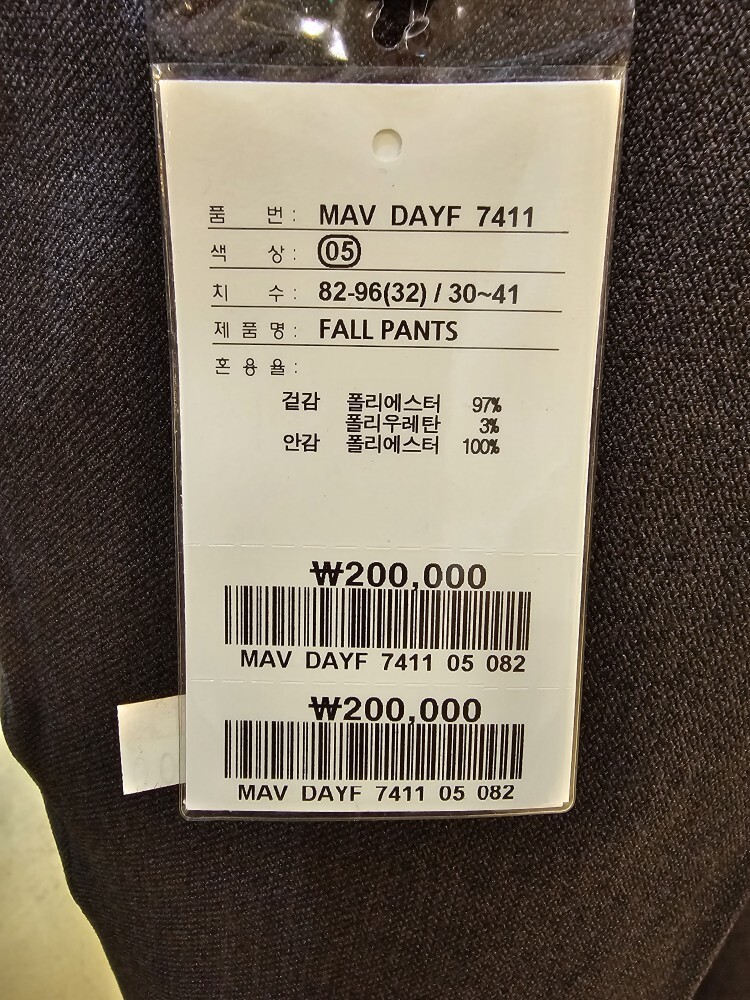 품 번 : MAV DAYF 7411
색 상 : 05
치 수 : 82-96(32) / 30~41
제 품 명 : FALL PANTS
혼 용 율 :
겉감 폴리에스터 97%
폴리우레탄 3%
안감 폴리에스터 100%
₩200,000
MAV DAYF 7411 05 082
₩200,000
MAV DAYF 7411 05 082